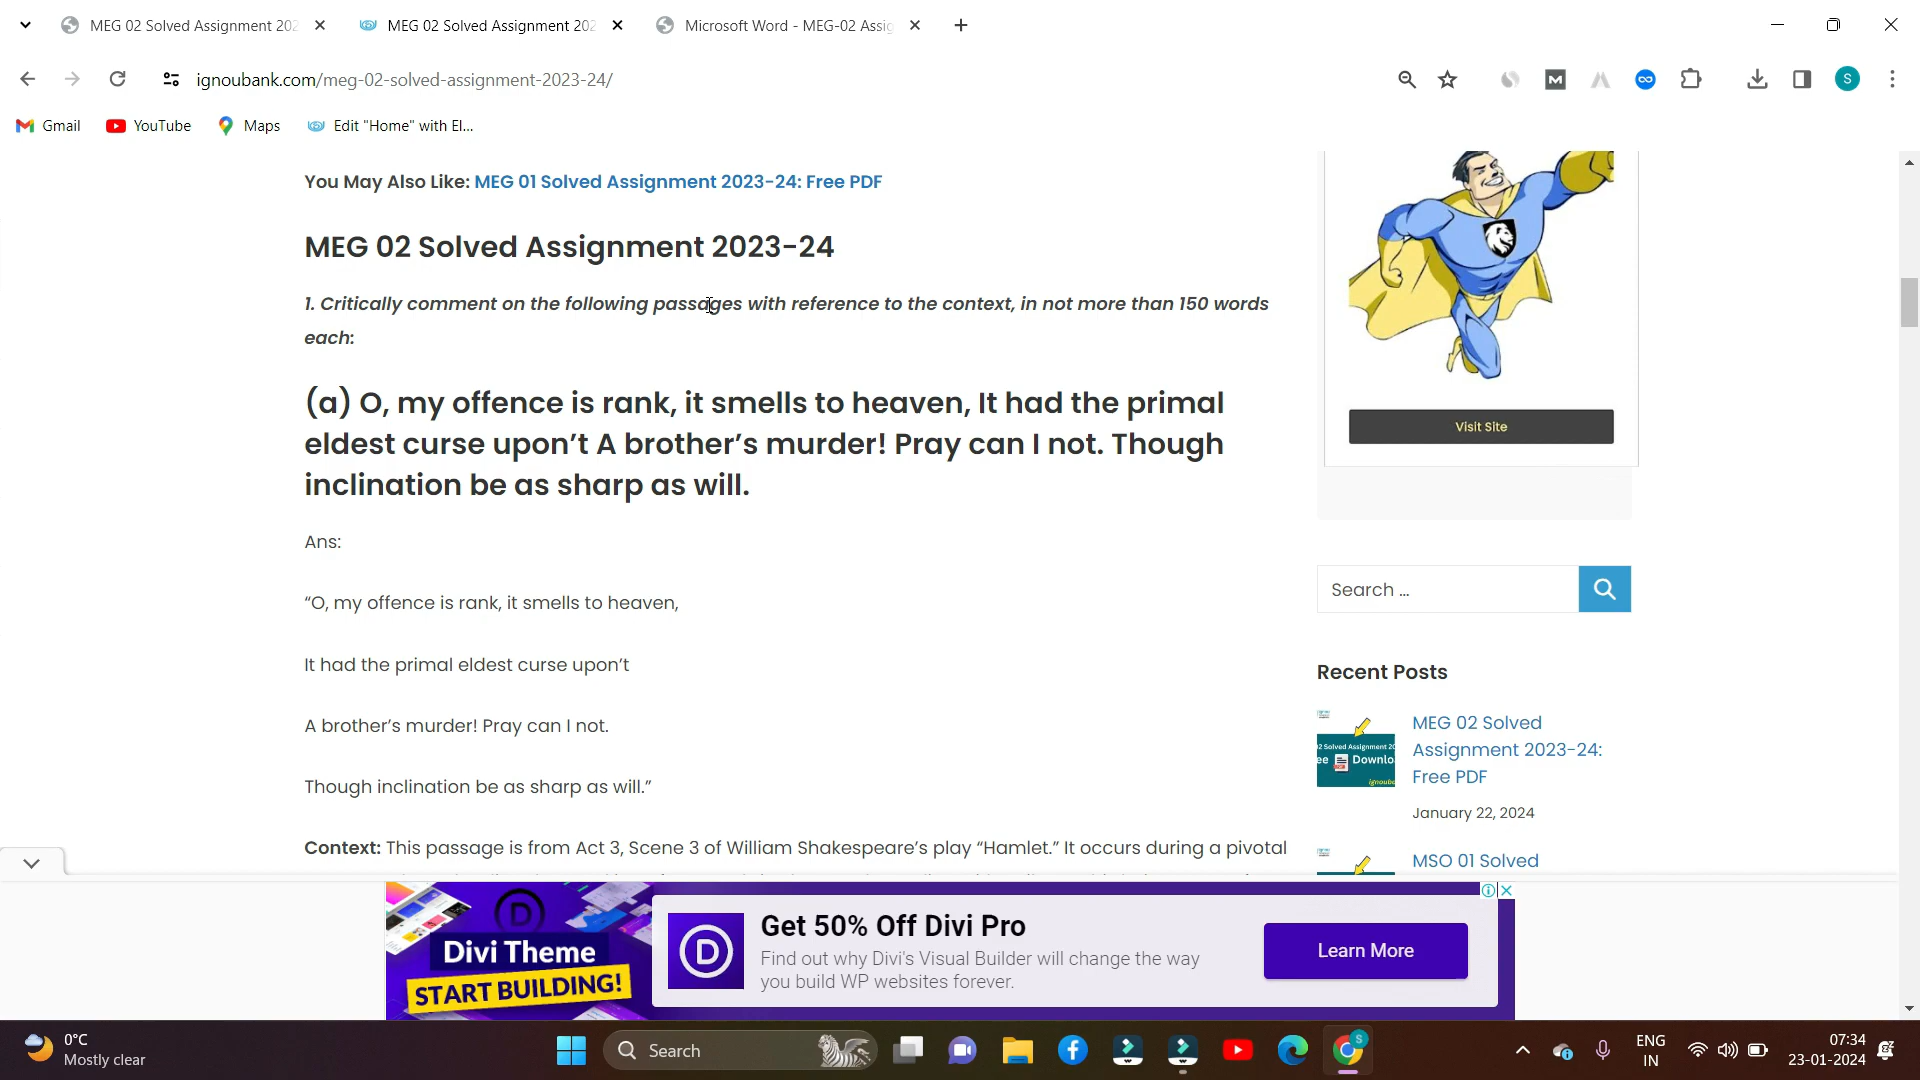 MEG 02 Solved Assignment 202
MEG 02 Solved Assignment 202
Microsoft Word - MEG-02 Assig
ignoubank.com/meg-02-solved-assignment-2023-24/
M
S
Gmail
YouTube
Maps
Edit "Home" with El...
You May Also Like: MEG 01 Solved Assignment 2023-24: Free PDF
MEG 02 Solved Assignment 2023-24
1. Critically comment on the following passages with reference to the context, in not more than 150 words
each:
(a) O, my offence is rank, it smells to heaven, It had the primal
eldest curse upon’t A brother’s murder! Pray can I not. Though
inclination be as sharp as will.
Ans:
“O, my offence is rank, it smells to heaven,
It had the primal eldest curse upon’t
A brother’s murder! Pray can I not.
Though inclination be as sharp as will.”
Context: This passage is from Act 3, Scene 3 of William Shakespeare’s play “Hamlet.” It occurs during a pivotal
Visit Site
Search ...
Recent Posts
MEG 02 Solved
Assignment 2023-24:
Free PDF
January 22, 2024
MSO 01 Solved
D
Divi Theme
START BUILDING!
D
Get 50% Off Divi Pro
Find out why Divi's Visual Builder will change the way
you build WP websites forever.
Learn More
0°C
Mostly clear
Search
S
ENG
IN
07:34
23-01-2024